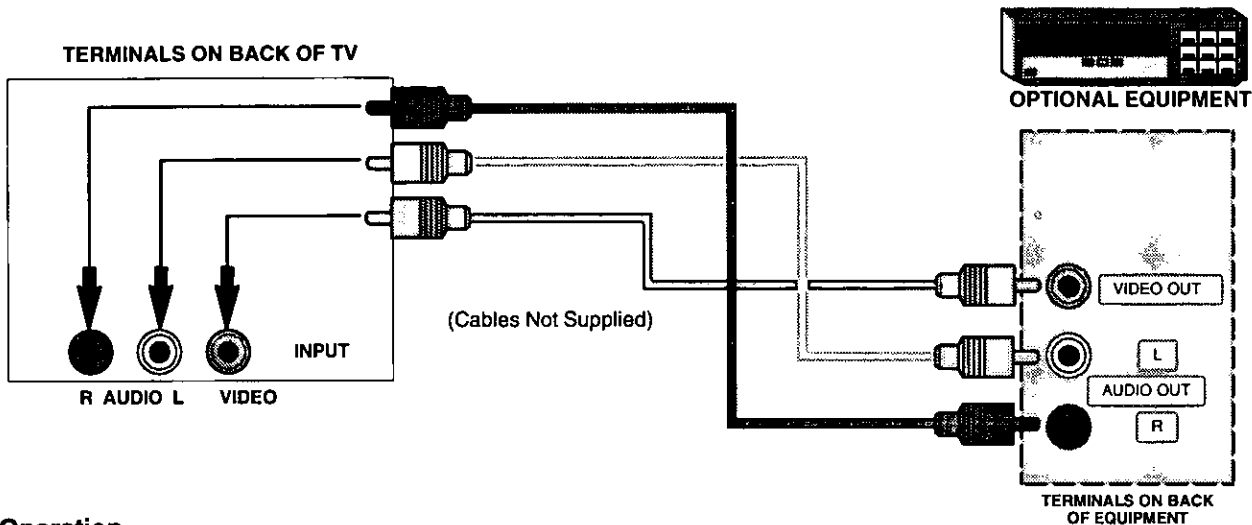 TERMINALS ON BACK OF TV
OPTIONAL EQUIPMENT
VIDEO OUT
(Cables Not Supplied)
INPUT
L
R AUDIO L VIDEO
AUDIO OUT
R
TERMINALS ON BACK
OF EQUIPMENT
Operation